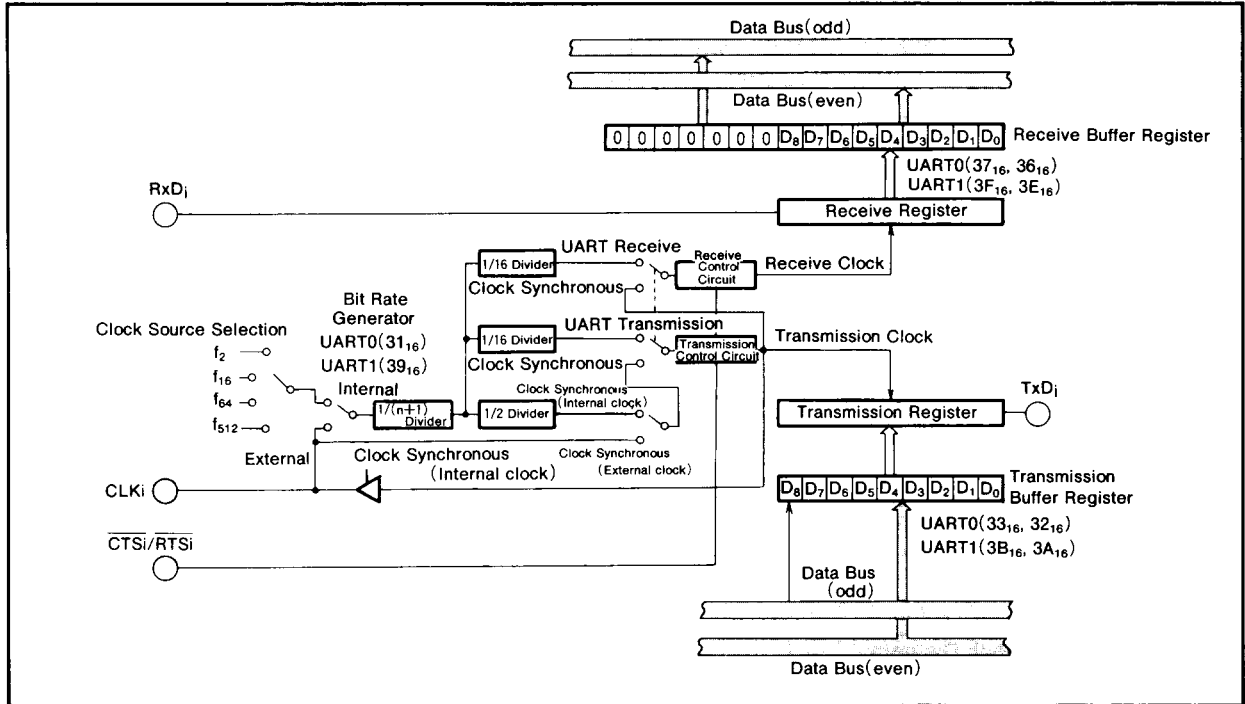 Data Bus(odd)
Data Bus(even)
0 0 0 0 0 0 0 D₈ D₇ D₆ D₅ D₄ D₃ D₂ D₁ D₀ Receive Buffer Register
UART0(37₁₆, 36₁₆)
UART1(3F₁₆, 3E₁₆)
RxDᵢ
Receive Register
UART Receive
1/16 Divider
Receive
Control
Circuit
Receive Clock
Clock Synchronous
Bit Rate
Generator
UART0(31₁₆)
UART1(39₁₆)
Clock Source Selection
f₂
f₁₆
f₆₄
f₅₁₂
Internal
External
1/(n+1)
Divider
UART Transmission
1/16 Divider
Transmission
Control Circuit
Transmission Clock
Clock Synchronous
Clock Synchronous
(Internal clock)
1/2 Divider
Clock Synchronous
(External clock)
Clock Synchronous
(Internal clock)
TxDᵢ
Transmission Register
CLKi
D₈ D₇ D₆ D₅ D₄ D₃ D₂ D₁ D₀
Transmission
Buffer Register
UART0(33₁₆, 32₁₆)
UART1(3B₁₆, 3A₁₆)
CTSi/RTSi
Data Bus
(odd)
Data Bus(even)